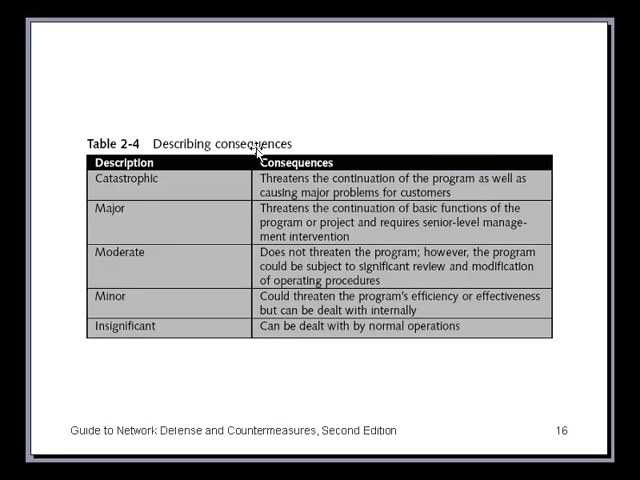 Table 2-4 Describing consequences
Description Consequences
Catastrophic Threatens the continuation of the program as well as
causing major problems for customers
Major Threatens the continuation of basic functions of the
program or project and requires senior-level manage-
ment intervention
Moderate Does not threaten the program; however, the program
could be subject to significant review and modification
of operating procedures
Minor Could threaten the program's efficiency or effectiveness
but can be dealt with internally
Insignificant Can be dealt with by normal operations
Guide to Network Defense and Countermeasures, Second Edition 16